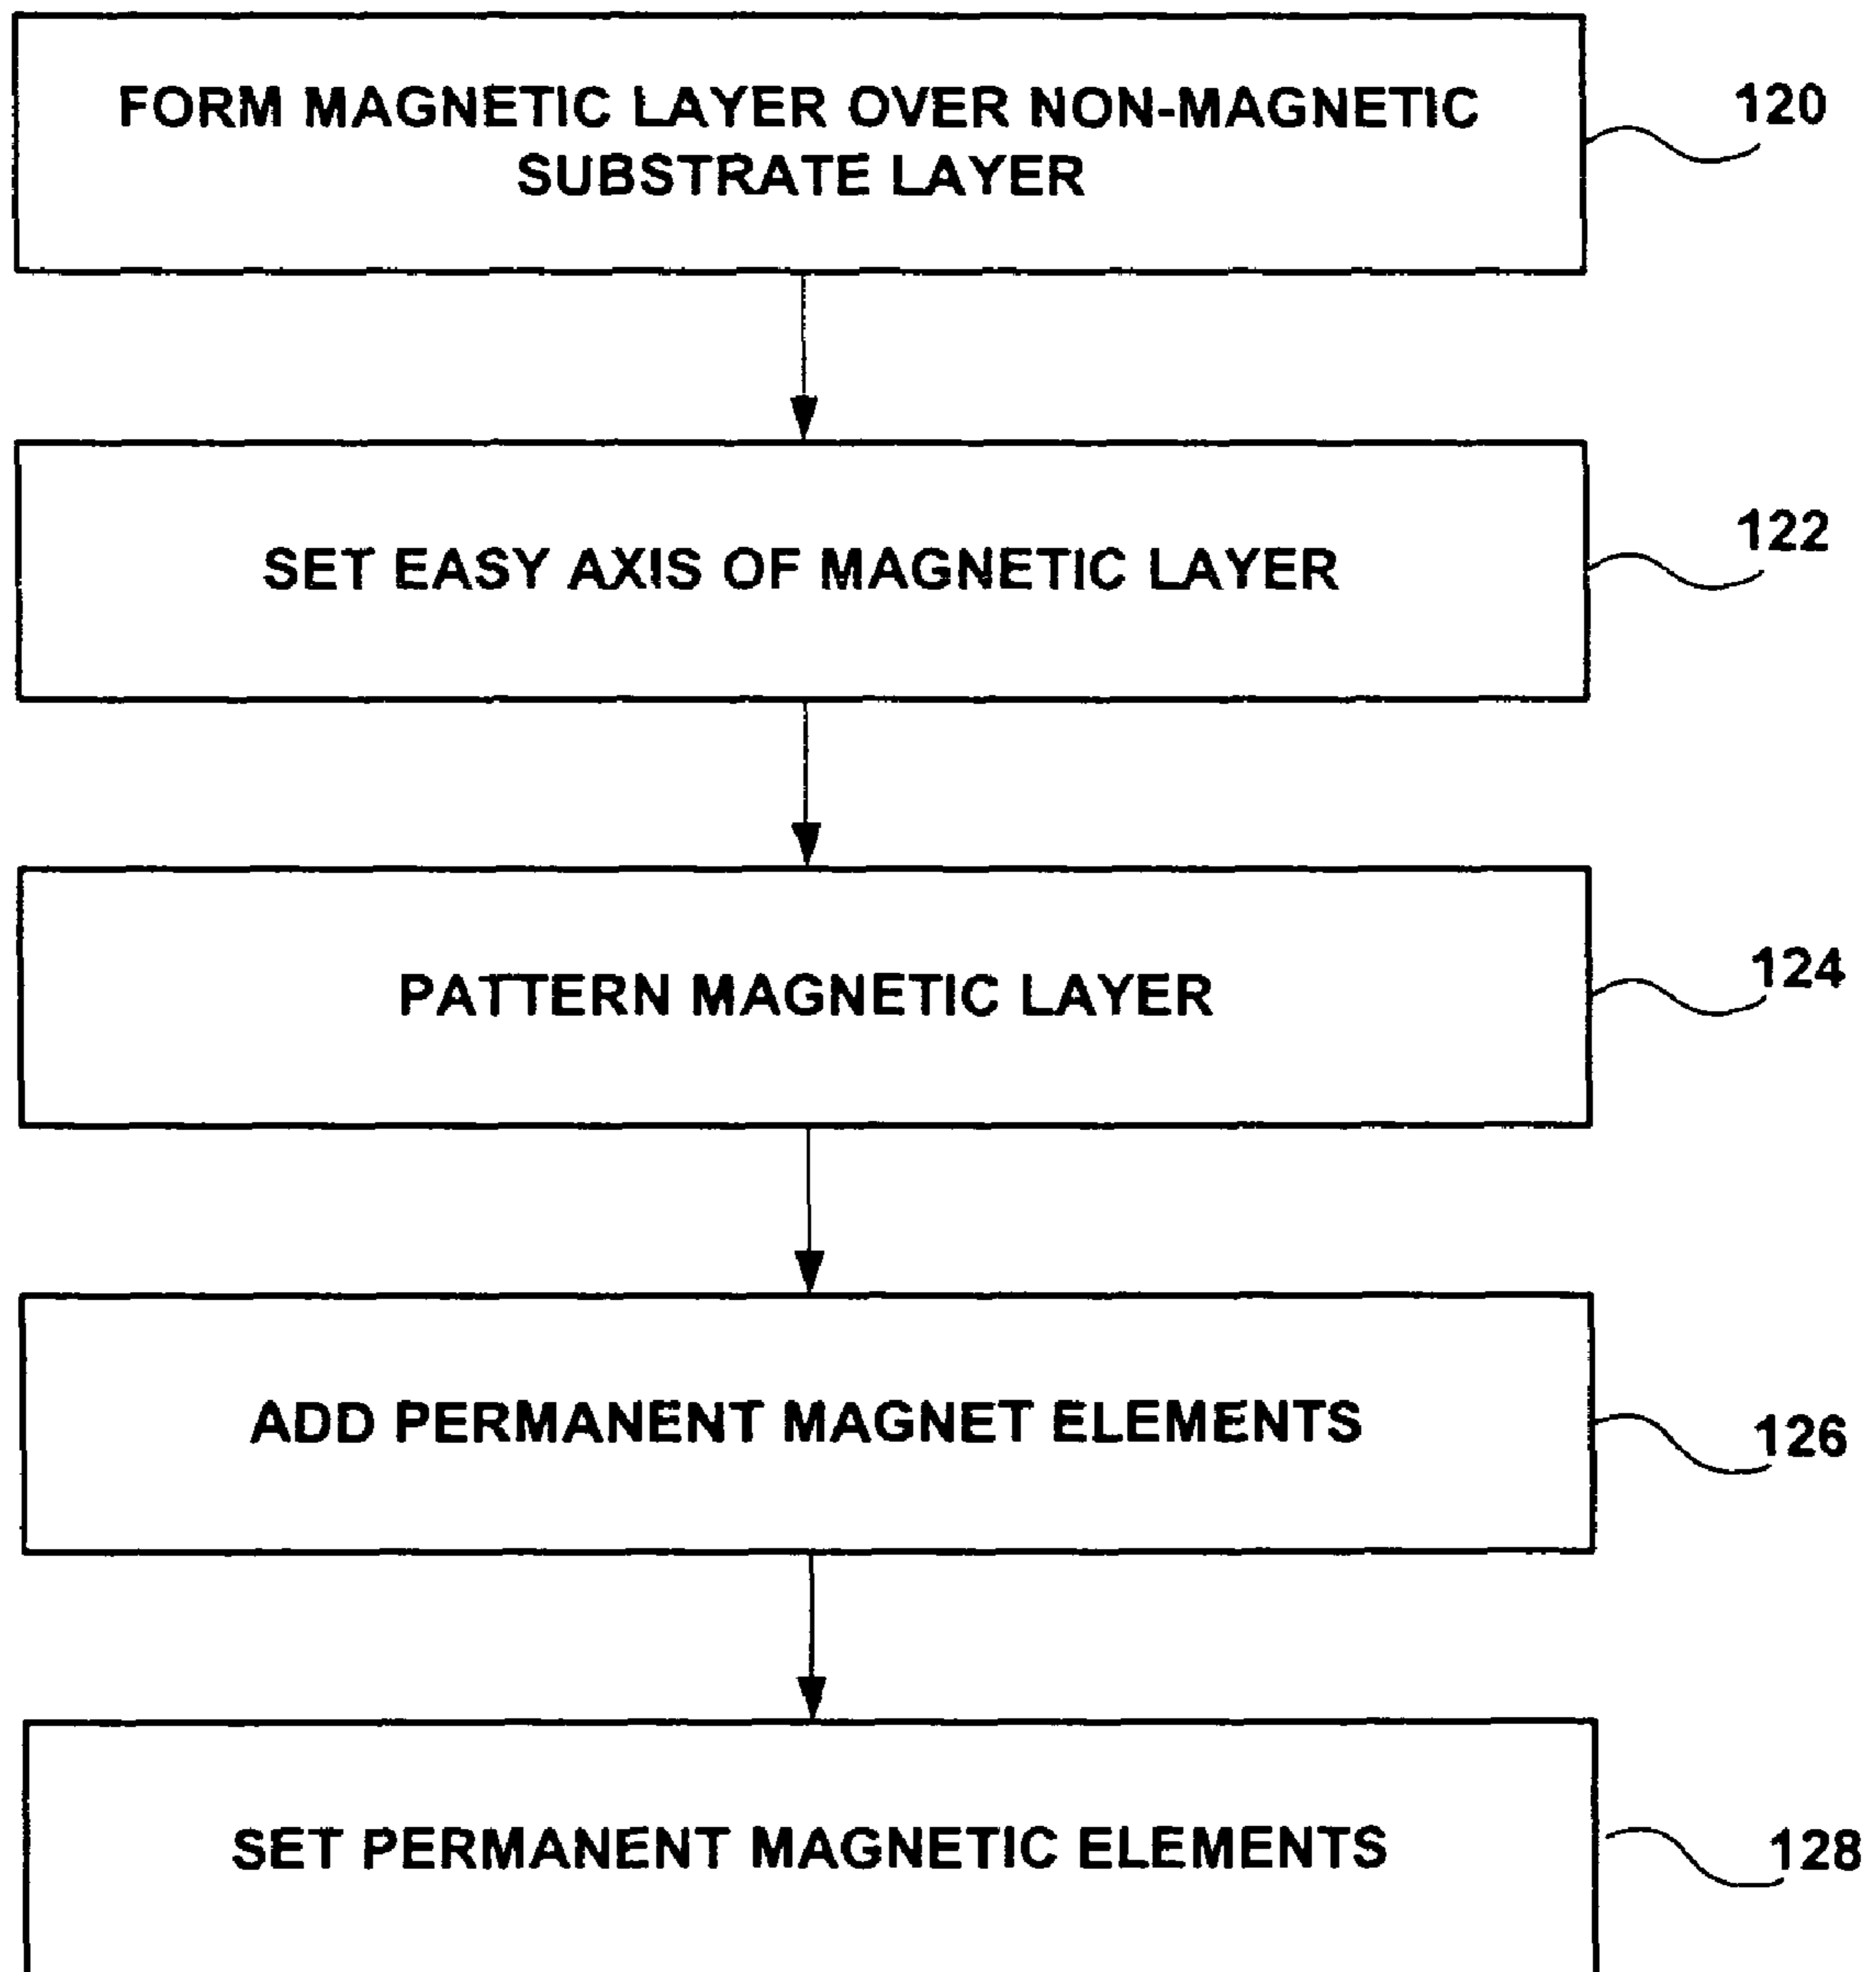 FORM MAGNETIC LAYER OVER NON-MAGNETIC
SUBSTRATE LAYER
120
SET EASY AXIS OF MAGNETIC LAYER
122
PATTERN MAGNETIC LAYER
124
ADD PERMANENT MAGNET ELEMENTS
126
SET PERMANENT MAGNETIC ELEMENTS
128